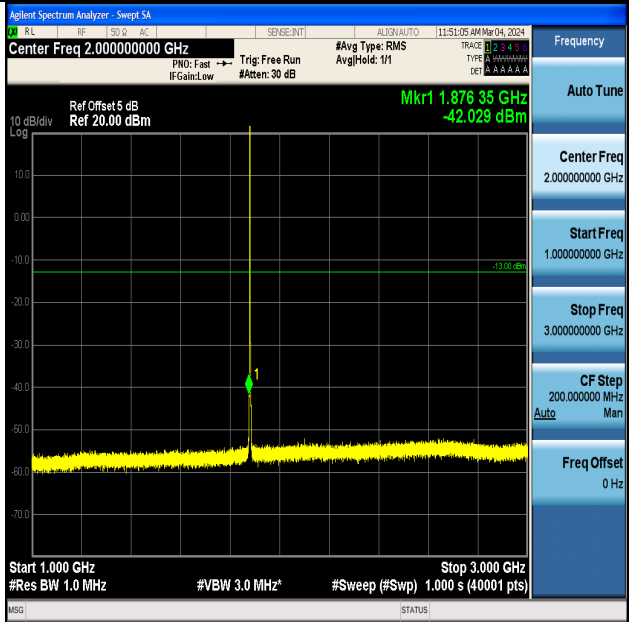 Agilent Spectrum Analyzer - Swept SA
LXI RL RF 50 Ω AC SENSE:INT ALIGNAUTO 11:51:05 AM Mar 04, 2024
Center Freq 2.000000000 GHz
PNO: Fast
IFGain:Low
Trig: Free Run
#Atten: 30 dB
#Avg Type: RMS
Avg|Hold: 1/1
TRACE 1 2 3 4 5 6
TYPE A
DET A A A A A A
Mkr1 1.876 35 GHz
-42.029 dBm
Ref Offset 5 dB
10 dB/div Ref 20.00 dBm
Log
10.0
0.00
-10.0
-13.00 dBm
-20.0
-30.0
1
-40.0
-50.0
-60.0
-70.0
Start 1.000 GHz Stop 3.000 GHz
#Res BW 1.0 MHz #VBW 3.0 MHz* #Sweep (#Swp) 1.000 s (40001 pts)
MSG STATUS
Frequency
Auto Tune
Center Freq
2.000000000 GHz
Start Freq
1.000000000 GHz
Stop Freq
3.000000000 GHz
CF Step
200.000000 MHz
Auto Man
Freq Offset
0 Hz